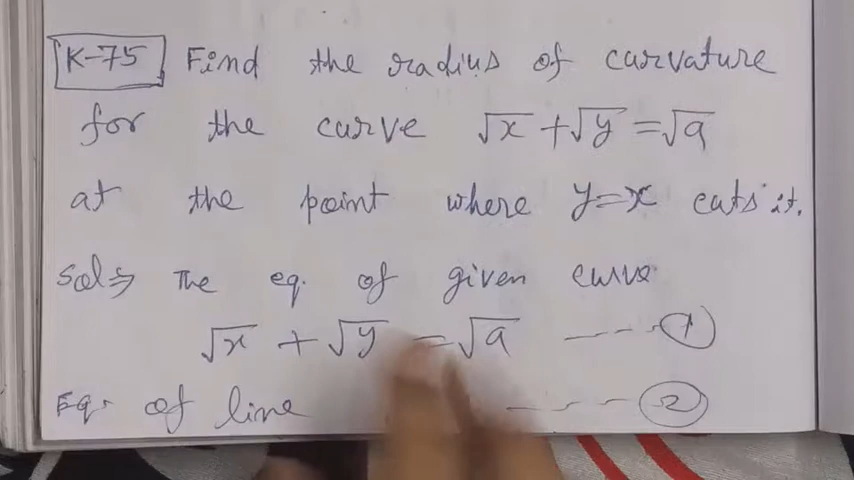 K-75 Find the radius of curvature
for the curve √x + √y = √a
at the point where y=x cuts it.
Sol⇒ The eq. of given curve
√x + √y = √a ---- 1
Eq. of line ---- 2